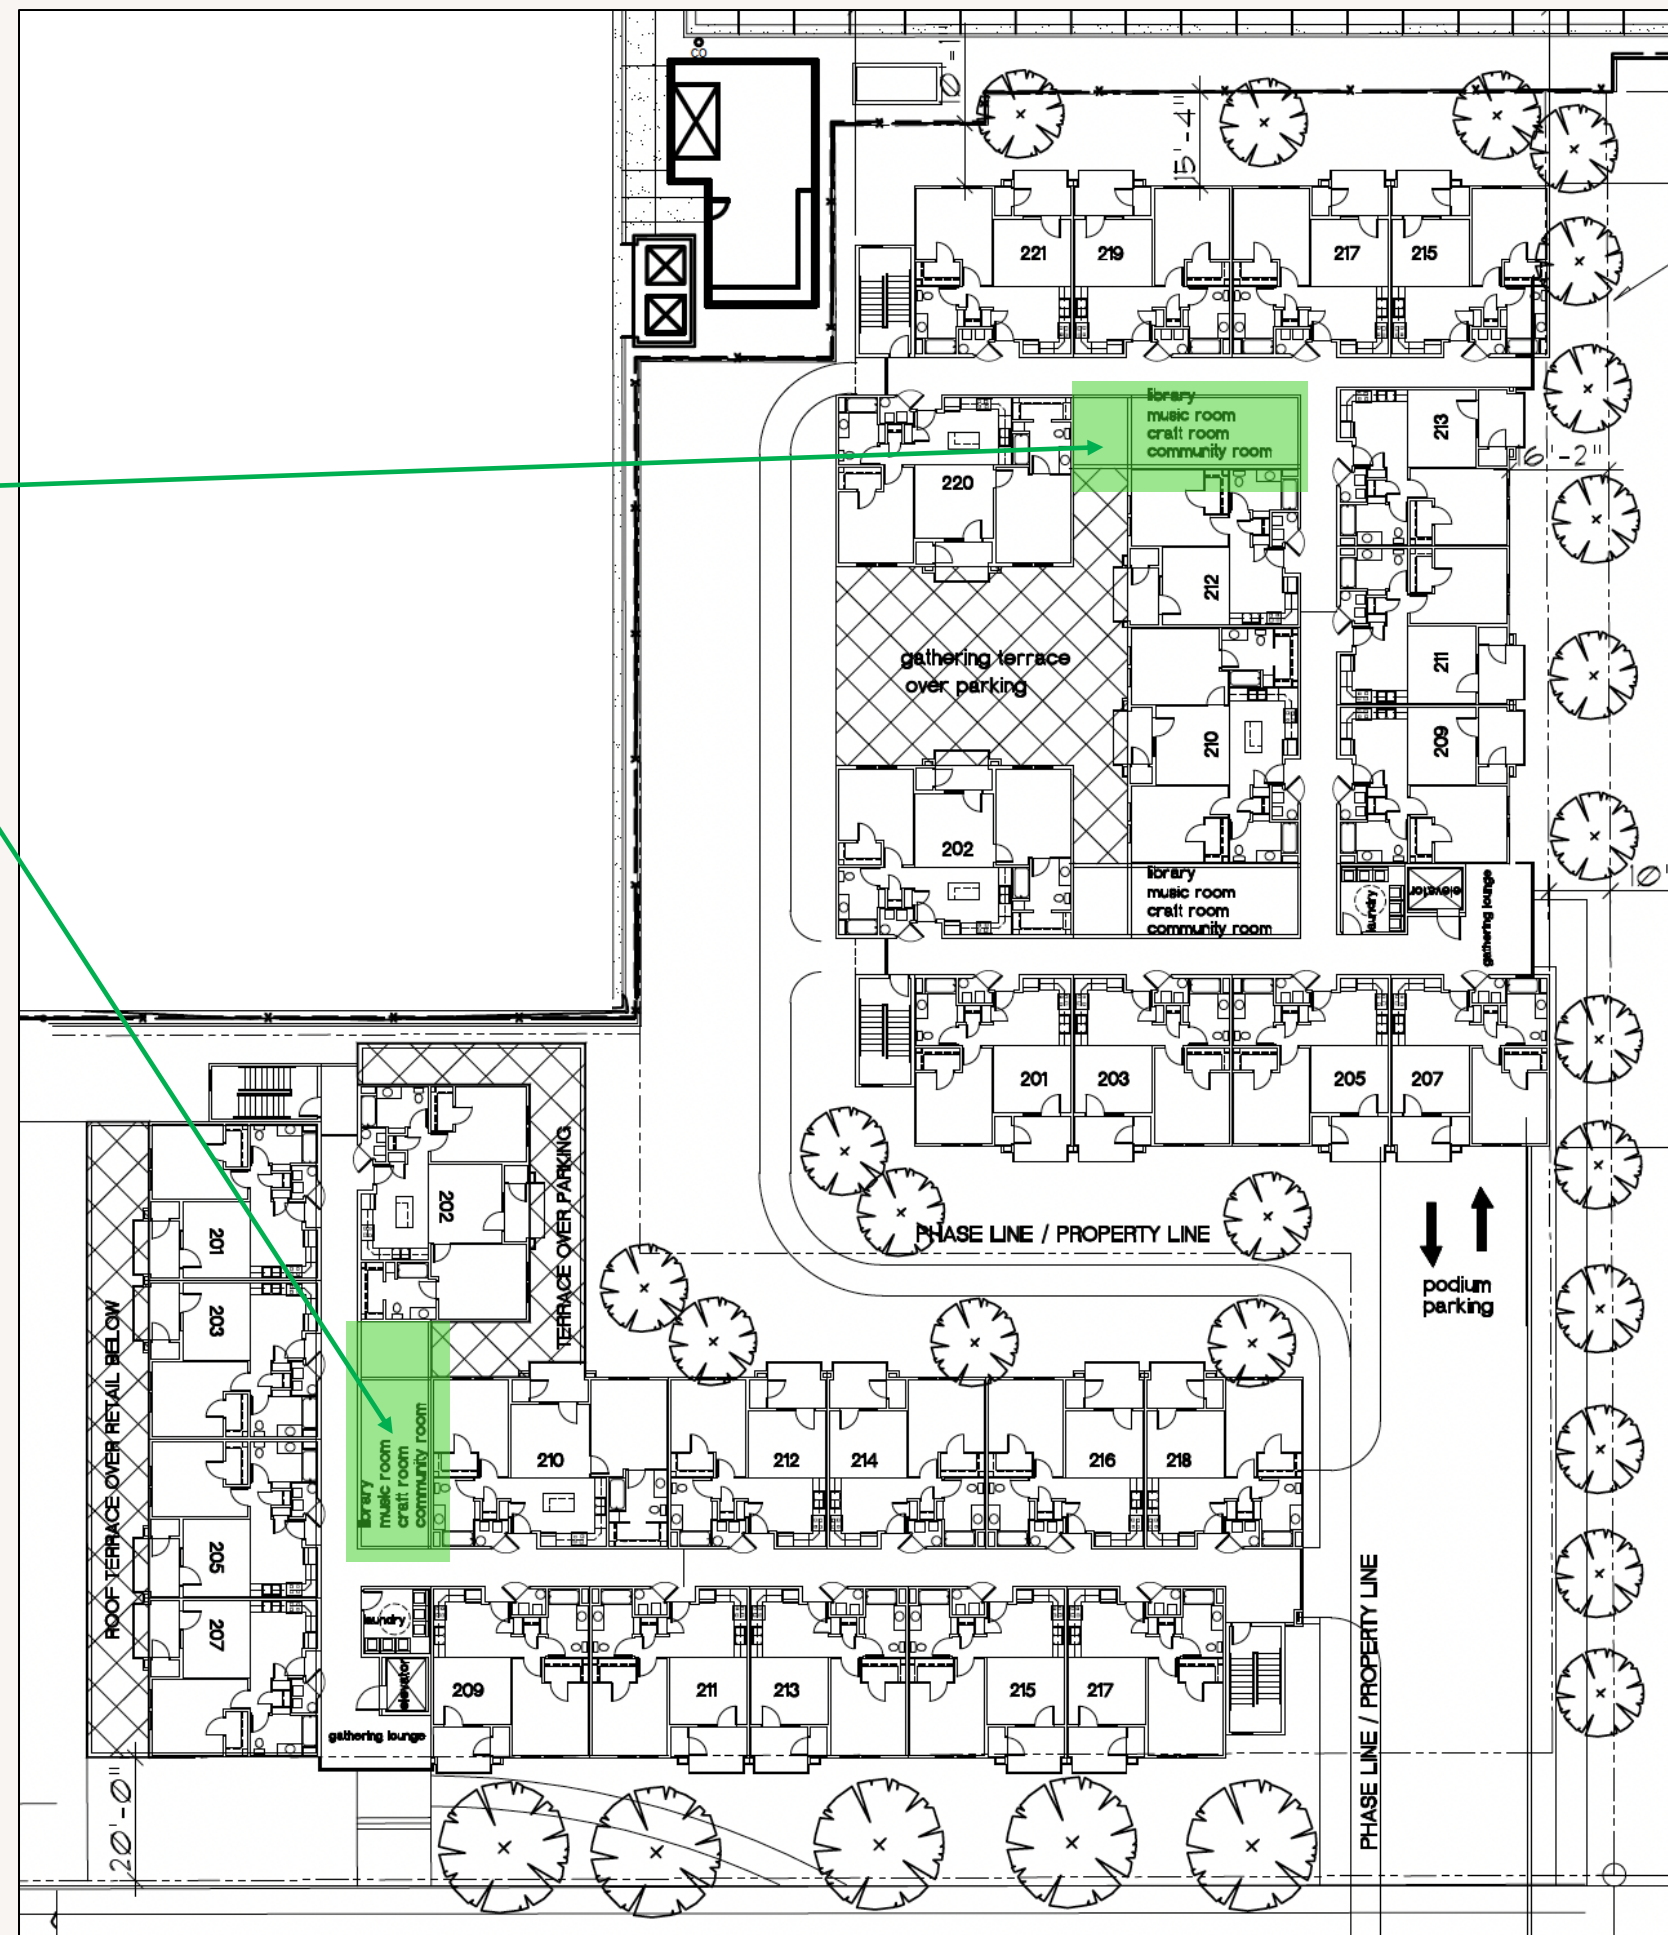 10'-1"
15'-4"
221
219
217
215
library
music room
craft room
community room
213
16'-2"
220
212
gathering terrace
over parking
211
210
209
202
library
music room
craft room
community room
laundry
elevator
gathering lounge
10'
201
203
205
207
PHASE LINE / PROPERTY LINE
podium
parking
202
TERRACE OVER PARKING
201
203
ROOF TERRACE OVER RETAIL BELOW
205
207
library
music room
craft room
community room
210
212
214
216
218
laundry
elevator
gathering lounge
209
211
213
215
217
PHASE LINE / PROPERTY LINE
20'-0"